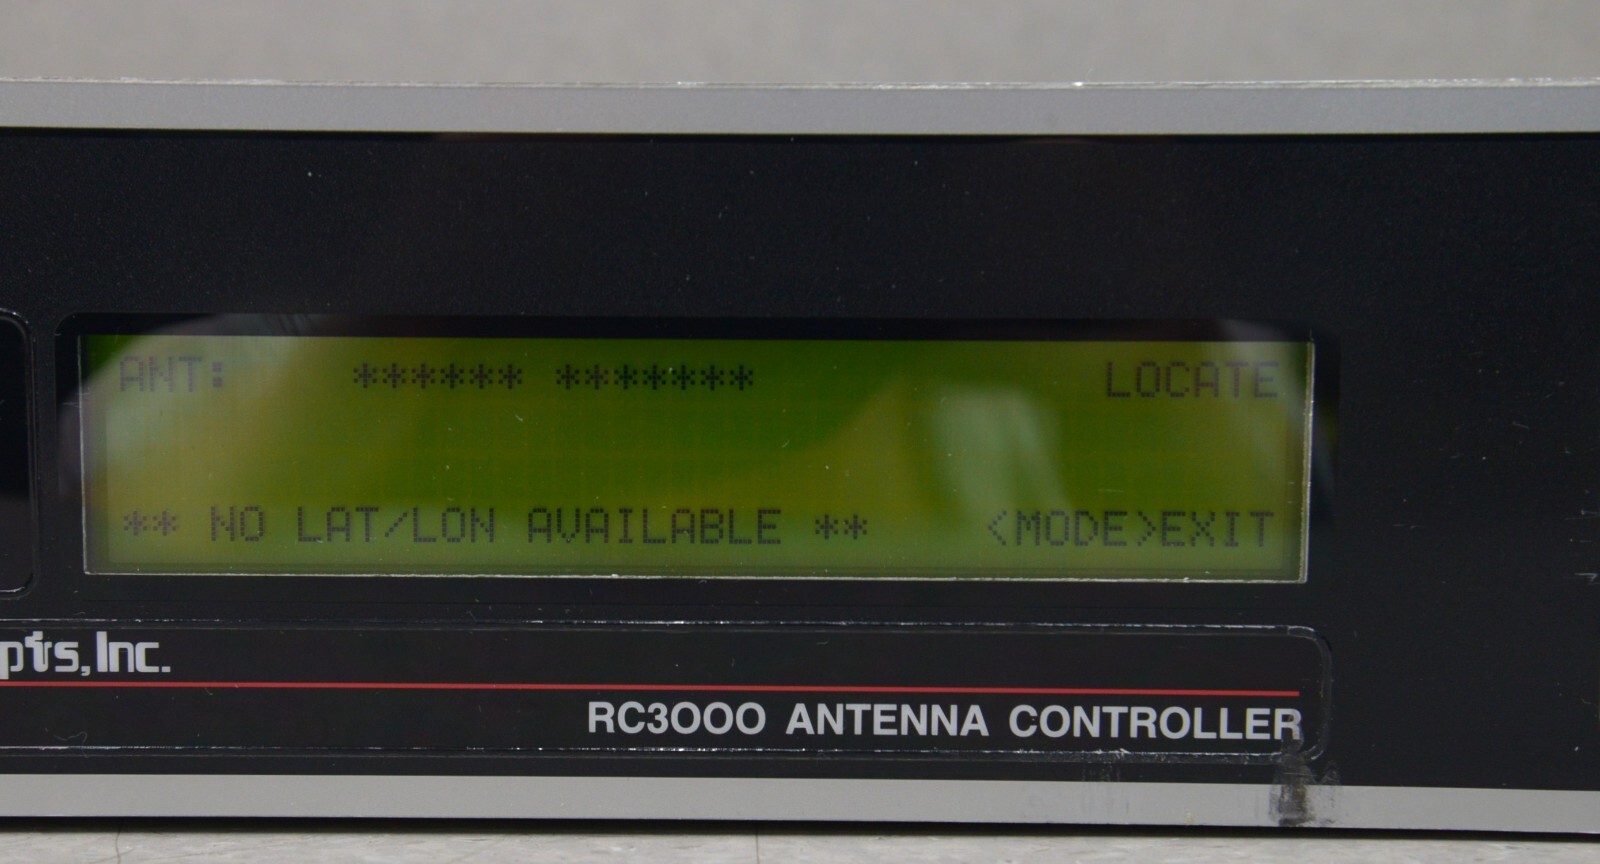 ANT: ****** ******* LOCATE
** NO LAT/LON AVAILABLE ** <MODE>EXIT
pts, Inc.
RC3000 ANTENNA CONTROLLER